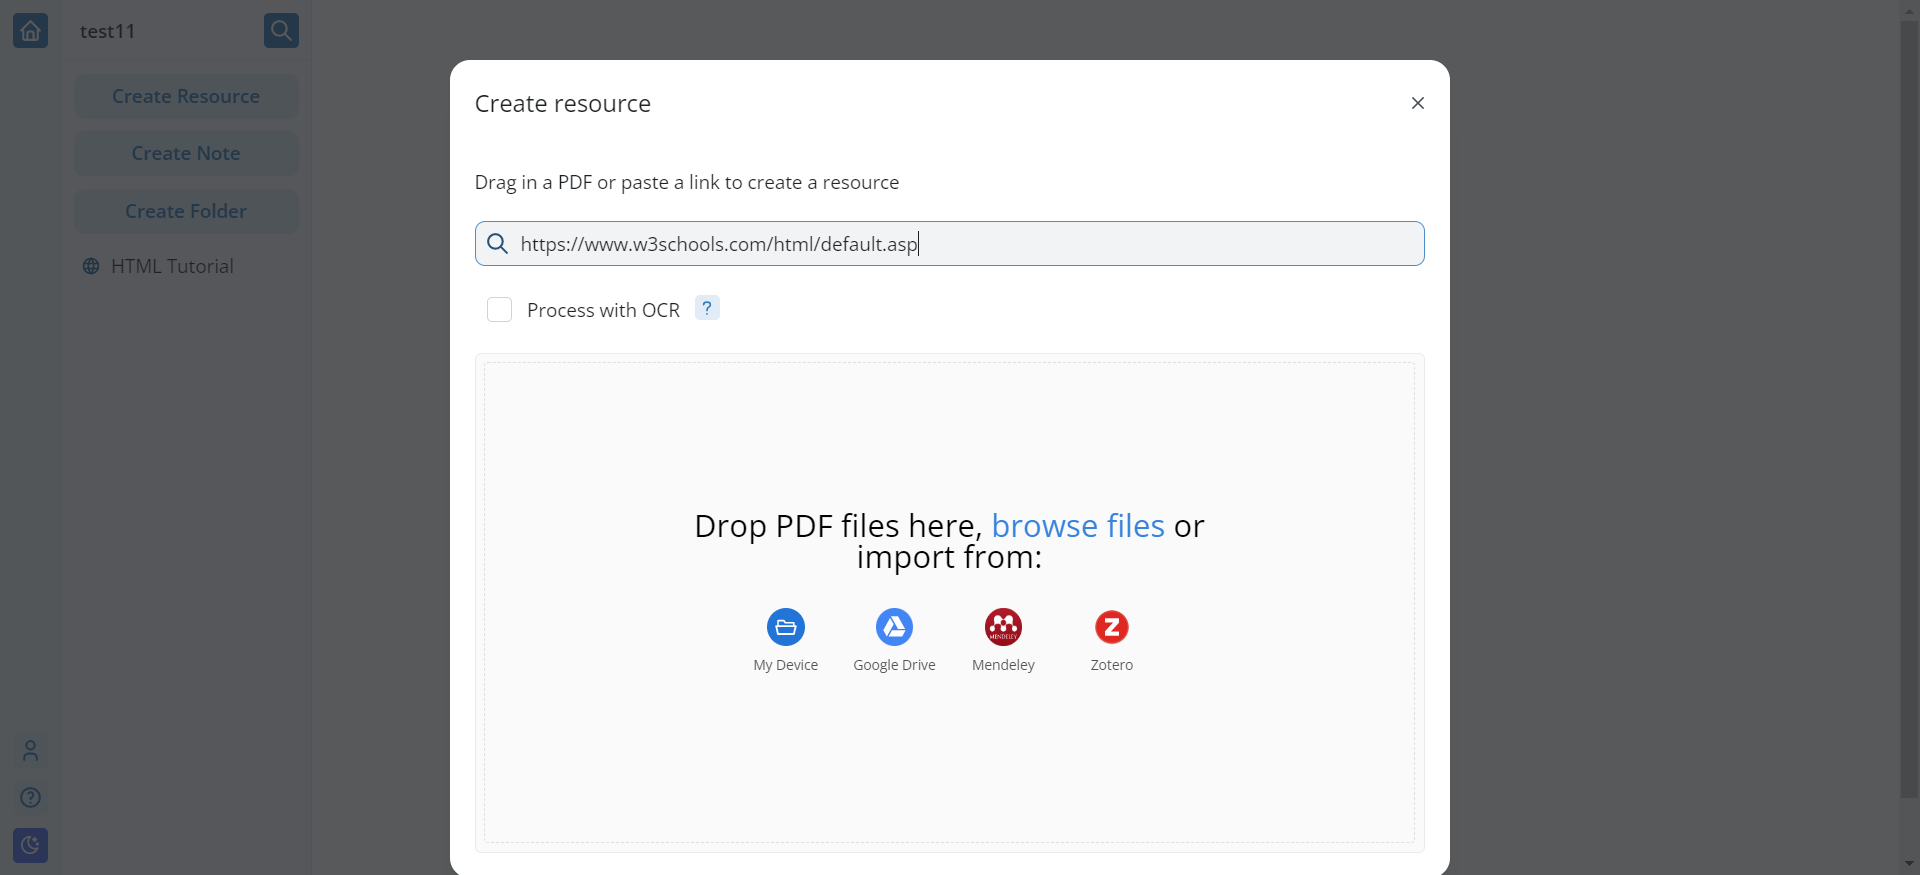 test11
Create Resource
Create Note
Create Folder
HTML Tutorial
Create resource
Drag in a PDF or paste a link to create a resource
https://www.w3schools.com/html/default.asp
Process with OCR ?
Drop PDF files here, browse files or
import from:
My Device Google Drive Mendeley Zotero